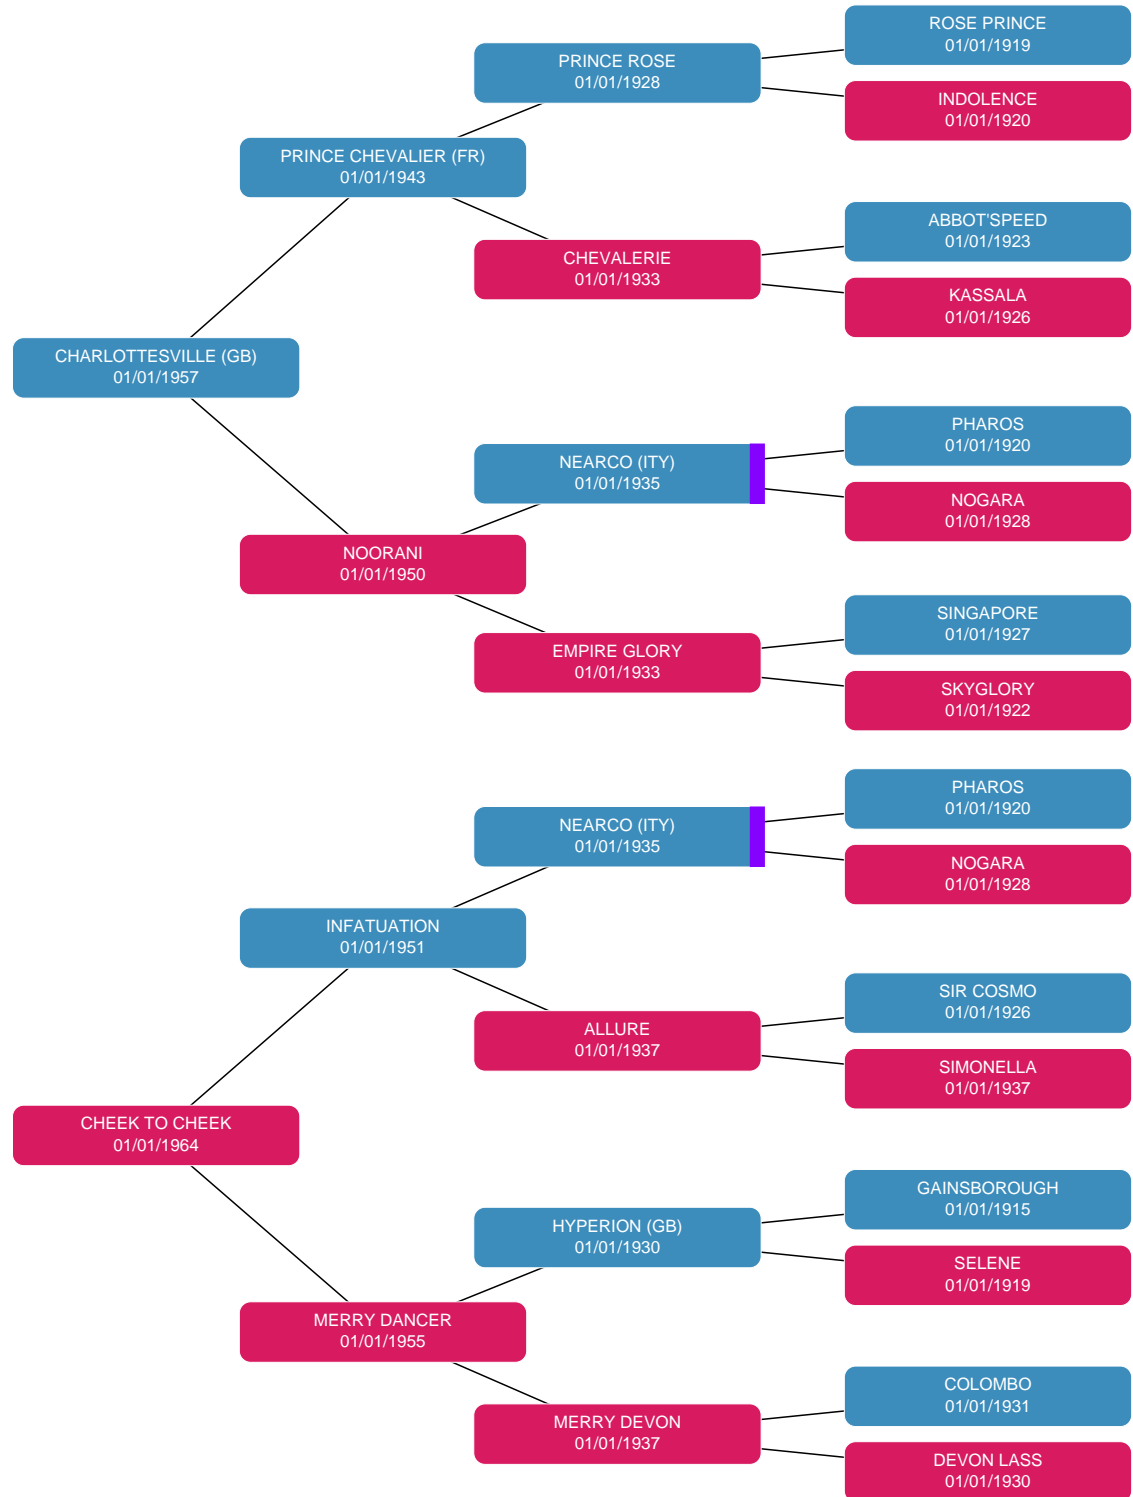 ROSE PRINCE
01/01/1919
PRINCE ROSE
01/01/1928
INDOLENCE
01/01/1920
PRINCE CHEVALIER (FR)
01/01/1943
ABBOT'SPEED
01/01/1923
CHEVALERIE
01/01/1933
KASSALA
01/01/1926
CHARLOTTESVILLE (GB)
01/01/1957
PHAROS
01/01/1920
NEARCO (ITY)
01/01/1935
NOGARA
01/01/1928
NOORANI
01/01/1950
SINGAPORE
01/01/1927
EMPIRE GLORY
01/01/1933
SKYGLORY
01/01/1922
PHAROS
01/01/1920
NEARCO (ITY)
01/01/1935
NOGARA
01/01/1928
INFATUATION
01/01/1951
SIR COSMO
01/01/1926
ALLURE
01/01/1937
SIMONELLA
01/01/1937
CHEEK TO CHEEK
01/01/1964
GAINSBOROUGH
01/01/1915
HYPERION (GB)
01/01/1930
SELENE
01/01/1919
MERRY DANCER
01/01/1955
COLOMBO
01/01/1931
MERRY DEVON
01/01/1937
DEVON LASS
01/01/1930